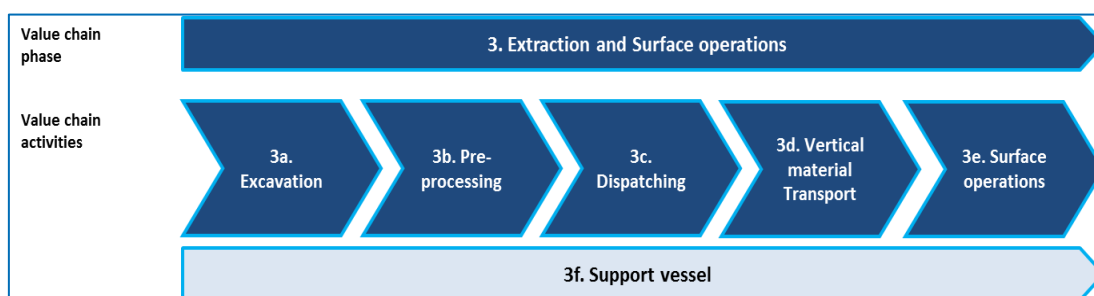 Value chain
phase
3. Extraction and Surface operations
Value chain
activities
3a.
Excavation
3b. Pre-
processing
3c.
Dispatching
3d. Vertical
material
Transport
3e. Surface
operations
3f. Support vessel